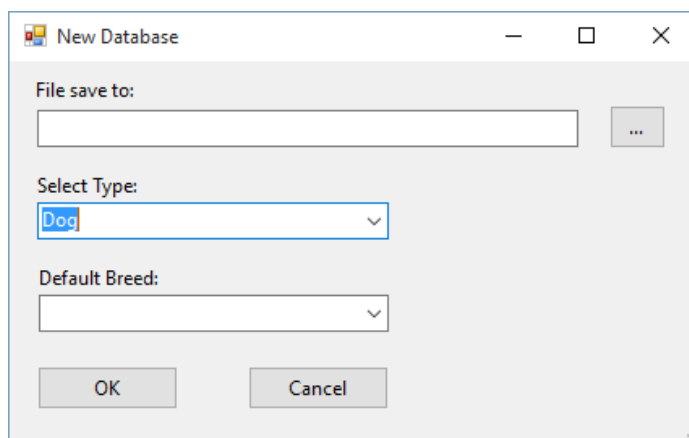 New Database
File save to:
...
Select Type:
Dog
Default Breed:
OK Cancel